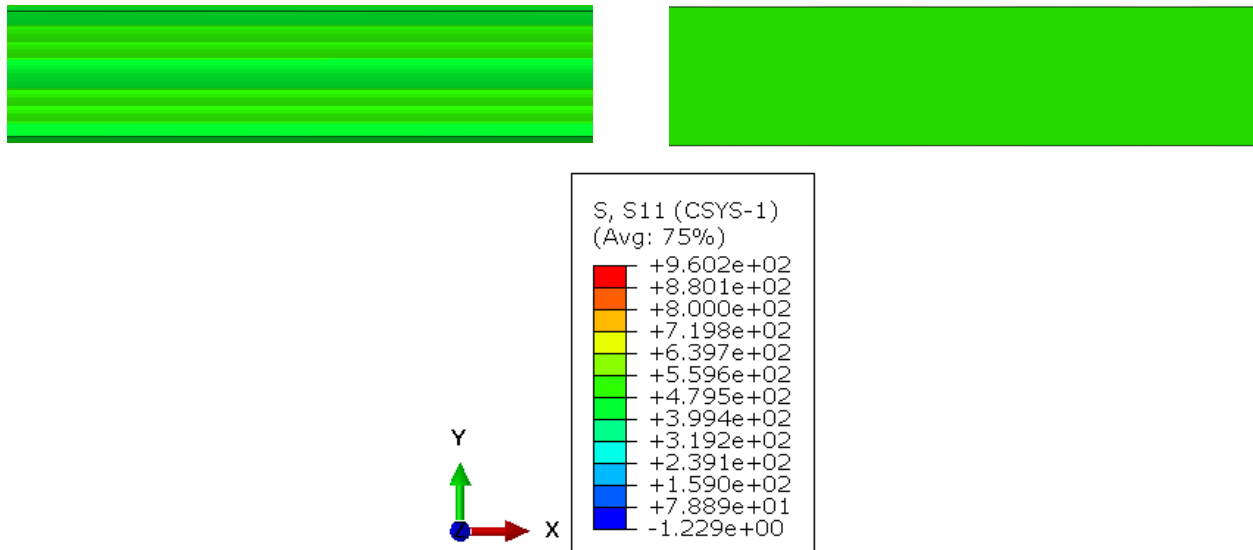 S, S11 (CSYS-1)
(Avg: 75%)
+9.602e+02
+8.801e+02
+8.000e+02
+7.198e+02
+6.397e+02
+5.596e+02
+4.795e+02
+3.994e+02
+3.192e+02
+2.391e+02
+1.590e+02
+7.889e+01
-1.229e+00
Y
Z
X